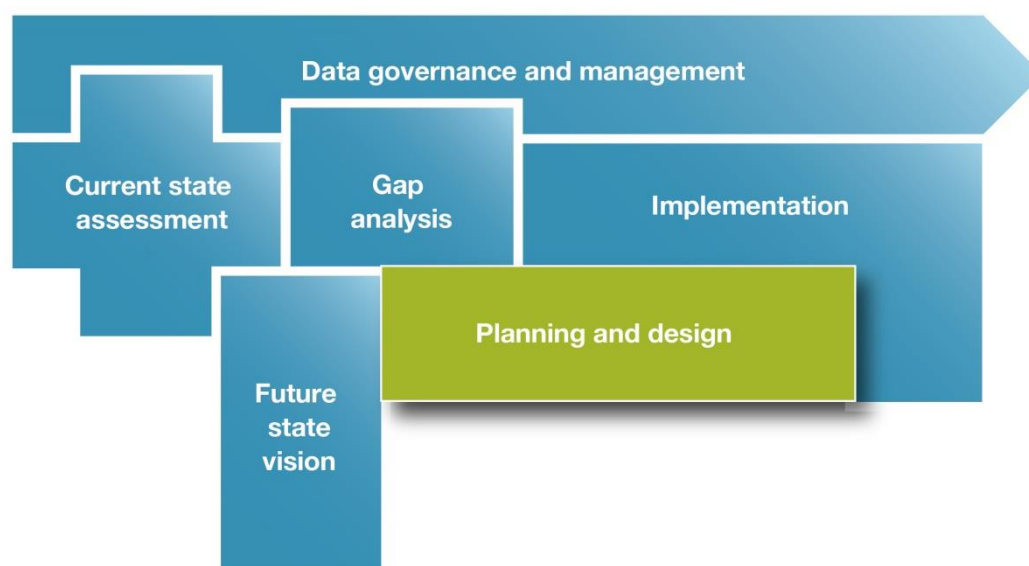 Data governance and management
Current state
assessment
Gap
analysis
Implementation
Planning and design
Future
state
vision